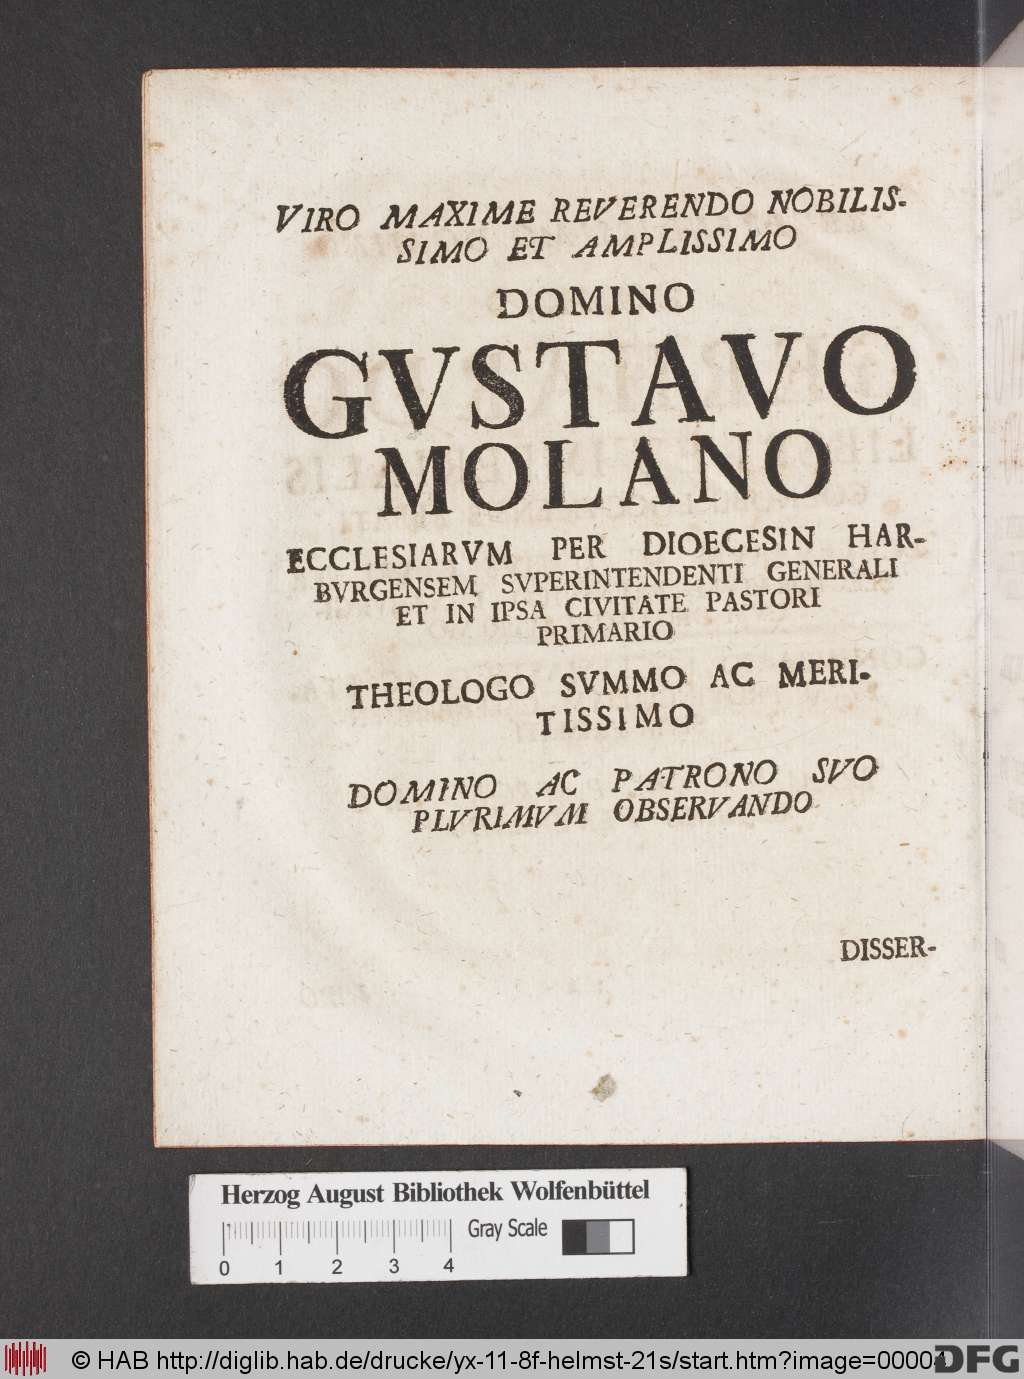 VIRO MAXIME REVERENDO NOBILIS-
SIMO ET AMPLISSIMO
DOMINO
GVSTAVO
MOLANO
ECCLESIARVM PER DIOECESIN HAR-
BVRGENSEM SVPERINTENDENTI GENERALI
ET IN IPSA CIVITATE PASTORI
PRIMARIO
THEOLOGO SVMMO AC MERI-
TISSIMO
DOMINO AC PATRONO SVO
PLVRIMVM OBSERVANDO
DISSER-
Herzog August Bibliothek Wolfenbüttel
Gray Scale
0 1 2 3 4
© HAB http://diglib.hab.de/drucke/yx-11-8f-helmst-21s/start.htm?image=00004
DFG